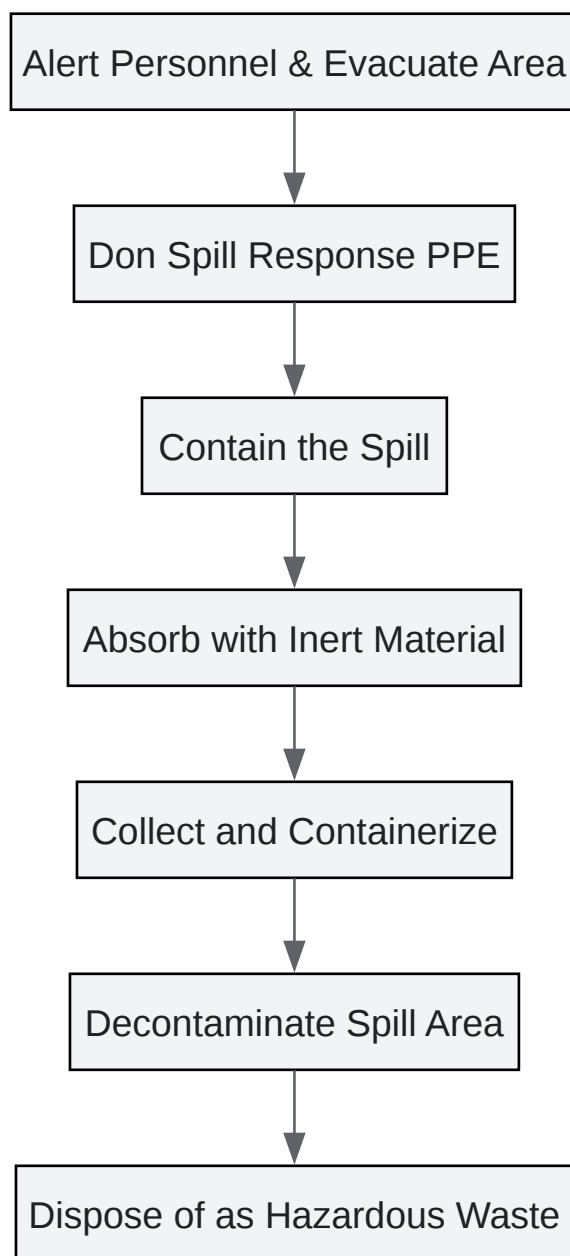 Alert Personnel & Evacuate Area
Don Spill Response PPE
Contain the Spill
Absorb with Inert Material
Collect and Containerize
Decontaminate Spill Area
Dispose of as Hazardous Waste